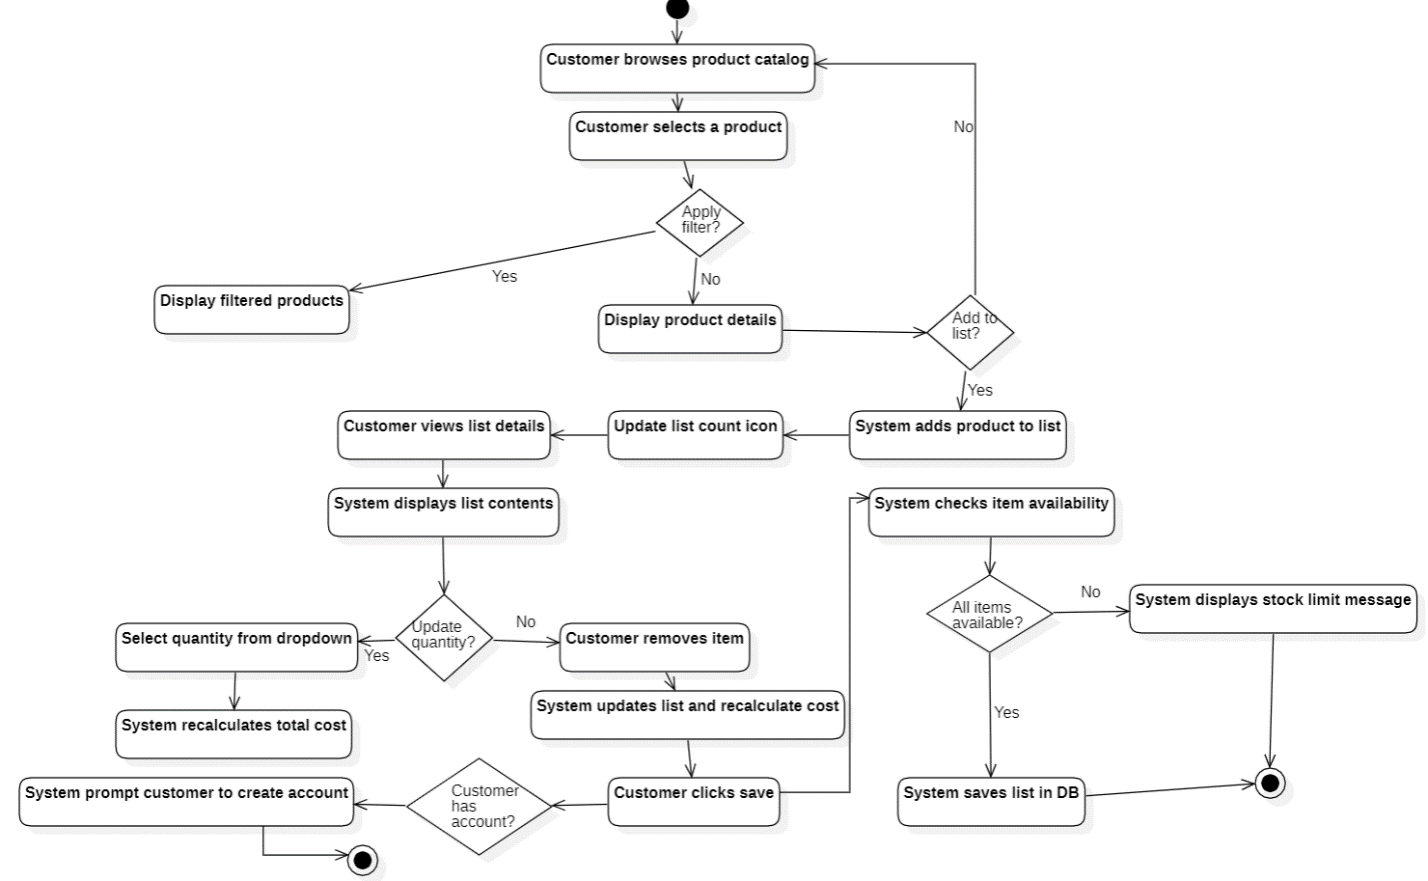 Customer browses product catalog
No
Customer selects a product
Apply
filter?
Yes
No
Display filtered products
Display product details
Add to
list?
Yes
Customer views list details
Update list count icon
System adds product to list
System displays list contents
System checks item availability
All items
available?
No
System displays stock limit message
Update
quantity?
Select quantity from dropdown
Yes
No
Customer removes item
System recalculates total cost
System updates list and recalculate cost
Yes
System prompt customer to create account
Customer
has
account?
Customer clicks save
System saves list in DB